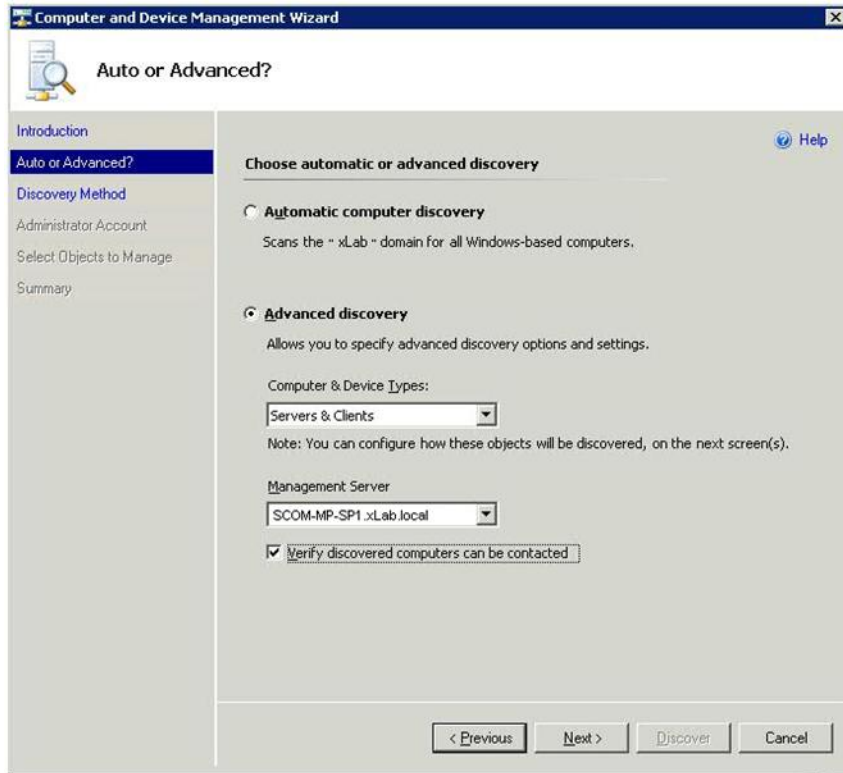 Computer and Device Management Wizard
Auto or Advanced?
Introduction
Auto or Advanced?
Discovery Method
Administrator Account
Select Objects to Manage
Summary
Help
Choose automatic or advanced discovery
Automatic computer discovery
Scans the " xLab " domain for all Windows-based computers.
Advanced discovery
Allows you to specify advanced discovery options and settings.
Computer & Device Types:
Servers & Clients
Note: You can configure how these objects will be discovered, on the next screen(s).
Management Server
SCOM-MP-SP1.xLab.local
Verify discovered computers can be contacted
< Previous
Next >
Discover
Cancel